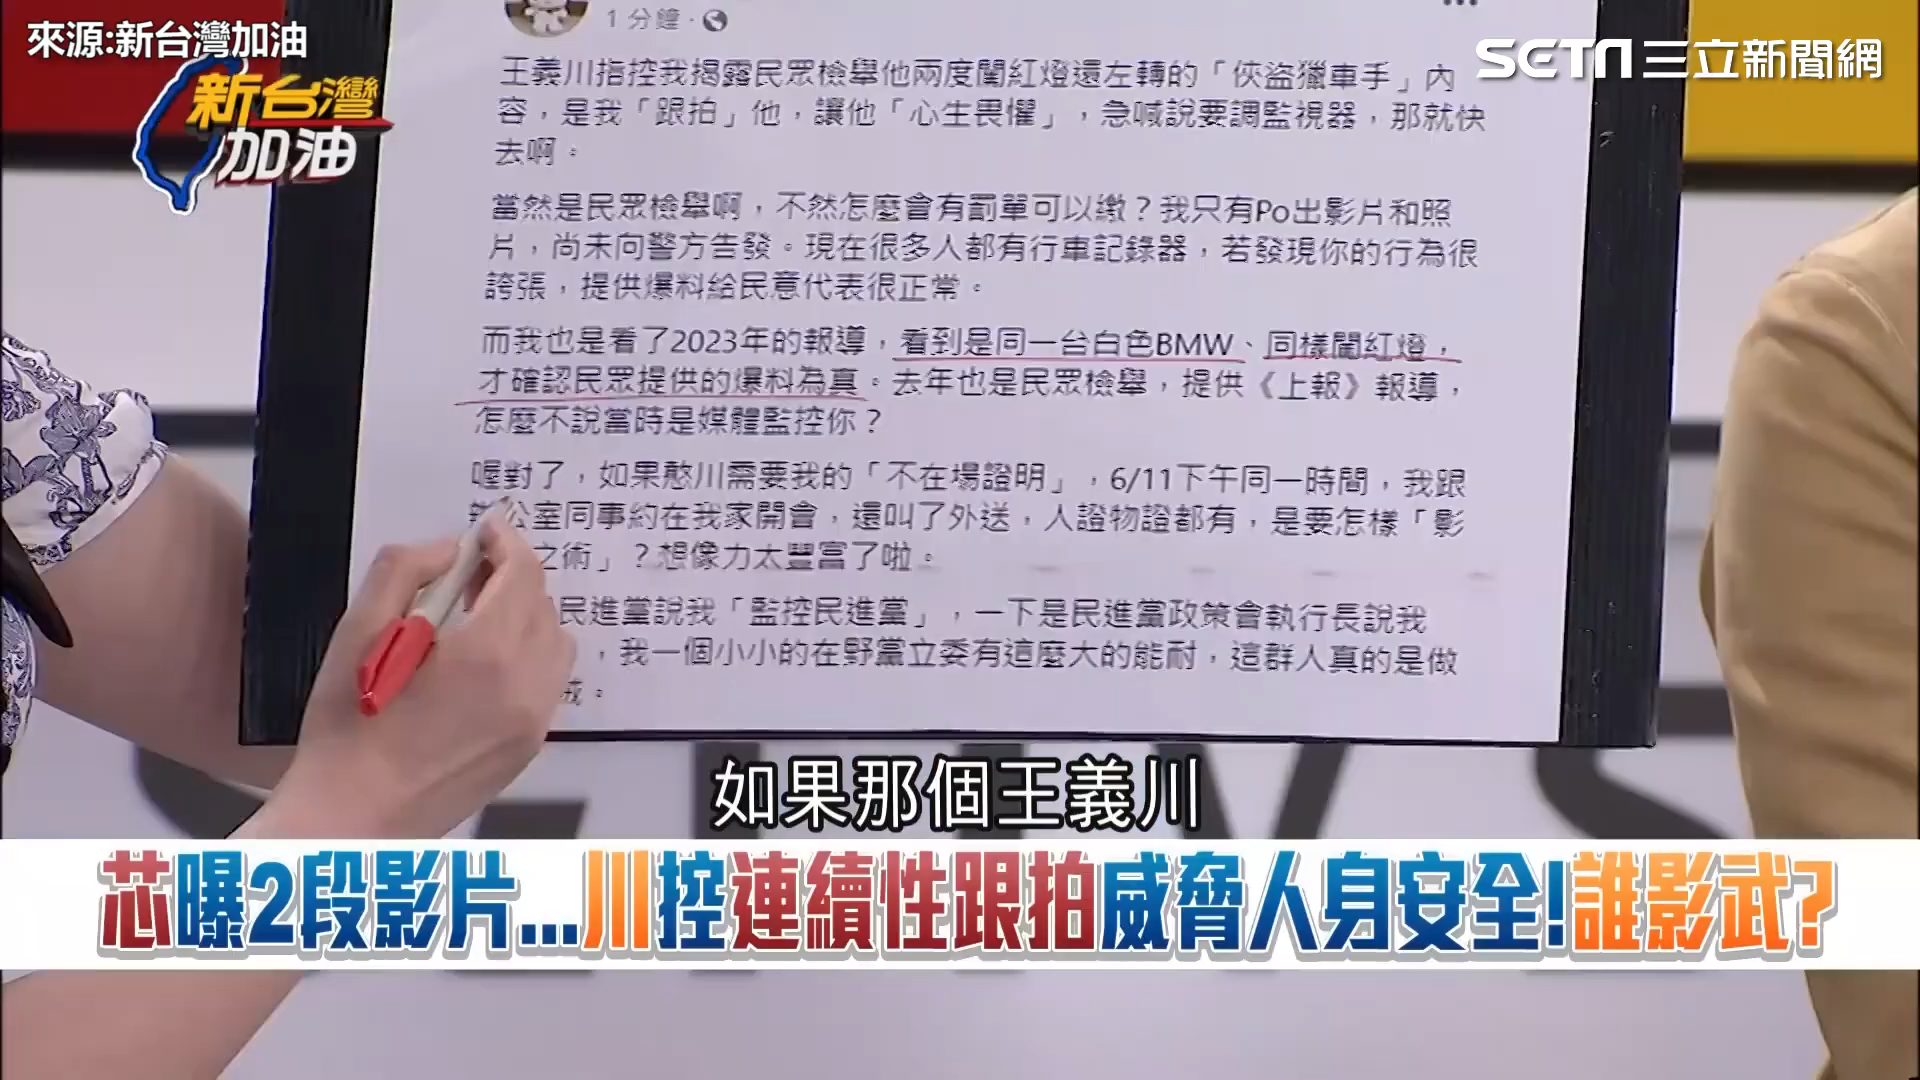 來源:新台灣加油
新台灣
加油
SETN三立新聞網
1 分鐘
王義川指控我揭露民眾檢舉他兩度闖紅燈還左轉的「俠盜獵車手」內
容，是我「跟拍」他，讓他「心生畏懼」，急喊說要調監視器，那就快
去啊。
當然是民眾檢舉啊，不然怎麼會有罰單可以繳？我只有Po出影片和照
片，尚未向警方告發。現在很多人都有行車記錄器，若發現你的行為很
誇張，提供爆料給民意代表很正常。
而我也是看了2023年的報導，看到是同一台白色BMW、同樣闖紅燈，
才確認民眾提供的爆料為真。去年也是民眾檢舉，提供《上報》報導，
怎麼不說當時是媒體監控你？
喔對了，如果憨川需要我的「不在場證明」，6/11下午同一時間，我跟
公室同事約在我家開會，還叫了外送，人證物證都有，是要怎樣「影
之術」？想像力太豐富了啦。
民進黨說我「監控民進黨」，一下是民進黨政策會執行長說我
，我一個小小的在野黨立委有這麼大的能耐，這群人真的是做
。
如果那個王義川
芯曝2段影片...川控連續性跟拍威脅人身安全!誰影武?